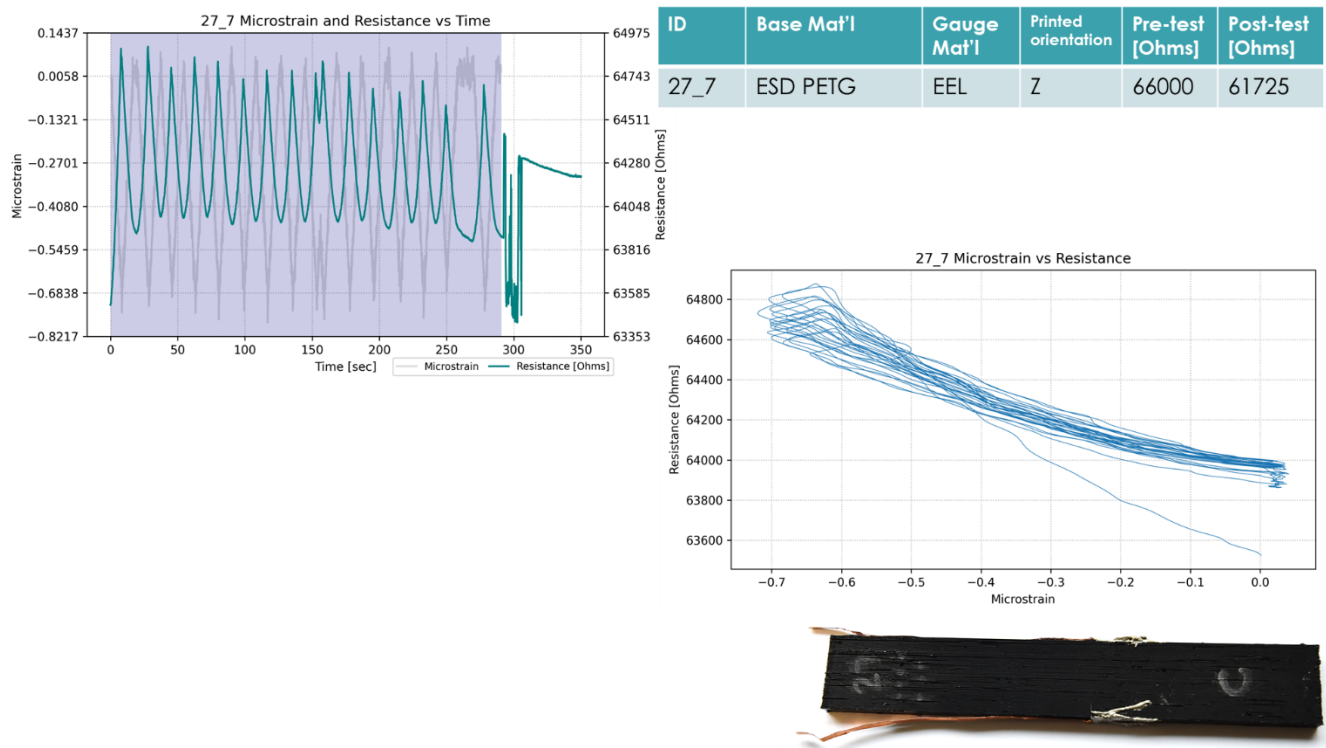 27_7 Microstrain and Resistance vs Time
0.1437
0.0058
−0.1321
−0.2701
−0.4080
−0.5459
−0.6838
−0.8217
Microstrain
64975
64743
64511
64280
64048
63816
63585
63353
Resistance [Ohms]
0 50 100 150 200 250 300 350
Time [sec]
Microstrain Resistance [Ohms]
ID Base Mat'l Gauge Mat'l Printed orientation Pre-test [Ohms] Post-test [Ohms]
27_7 ESD PETG EEL Z 66000 61725
27_7 Microstrain vs Resistance
64800
64600
64400
64200
64000
63800
63600
Resistance [Ohms]
−0.7 −0.6 −0.5 −0.4 −0.3 −0.2 −0.1 0.0
Microstrain